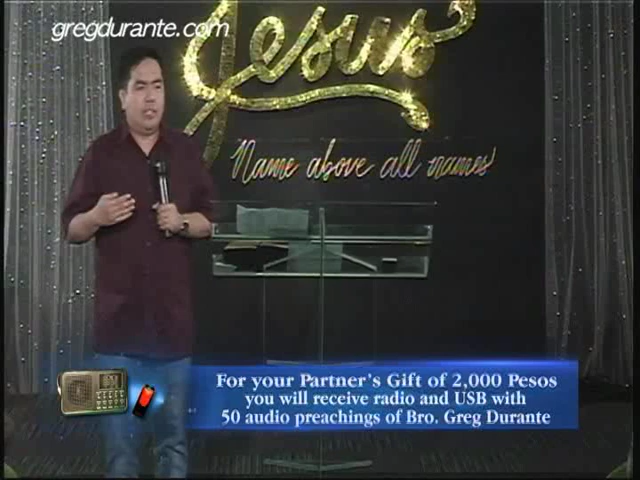 gregdurante.com
Jesus
Name above all names
For your Partner's Gift of 2,000 Pesos
you will receive radio and USB with
50 audio preachings of Bro. Greg Durante